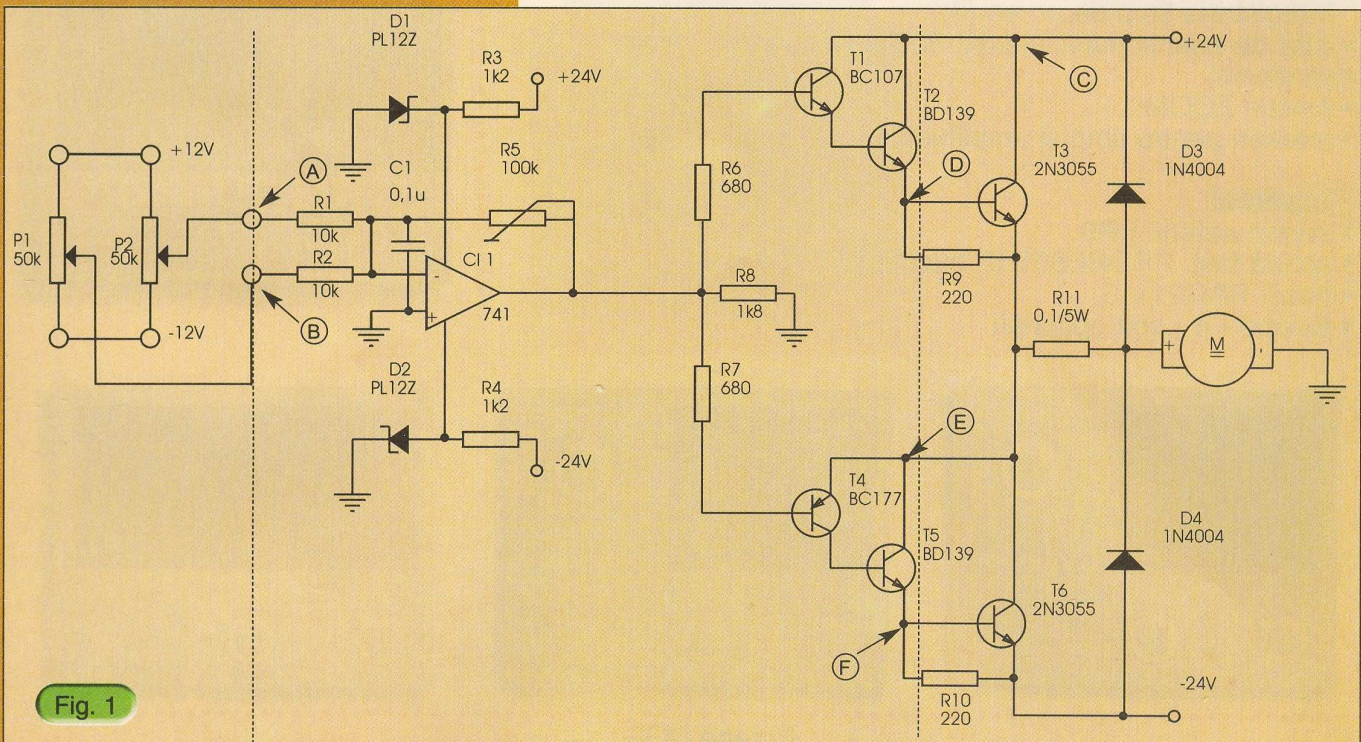 D1
PL12Z
R3
1k2
+24V
+12V
A
C1
0,1u
R5
100k
R1
10k
P1
50k
P2
50k
R2
10k
CI 1
-
+
741
-12V
B
D2
PL12Z
R4
1k2
-24V
R6
680
R8
1k8
R7
680
T1
BC107
T2
BD139
+24V
C
D
T3
2N3055
D3
1N4004
R9
220
R11
0,1/5W
+
M
-
E
T4
BC177
T5
BD139
D4
1N4004
T6
2N3055
F
R10
220
-24V
Fig. 1